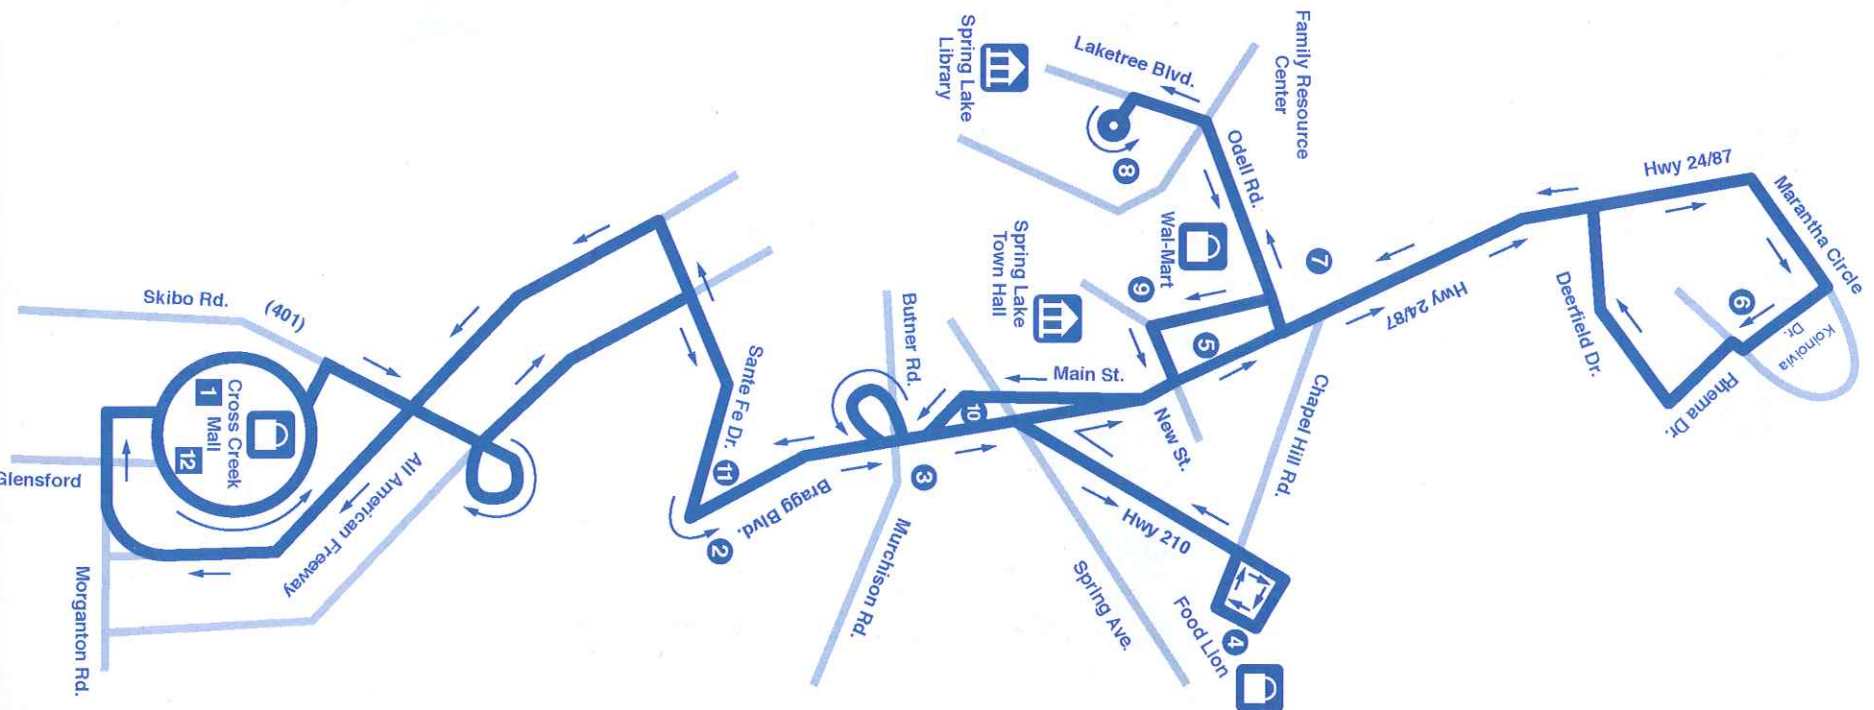 Family Resource
Center
Laketree Blvd.
Spring Lake
Library
8
Odell Rd.
Wal-Mart
9
Spring Lake
Town Hall
7
5
Hwy 24/87
Marantha Circle
6
Koinoivia
Dr.
Rhema Dr.
Deerfield Dr.
Hwy 24/87
Chapel Hill Rd.
New St.
Main St.
10
Butner Rd.
3
Hwy 210
4
Food Lion
Spring Ave.
Murchison Rd.
Bragg Blvd.
2
11
Sante Fe Dr.
Skibo Rd.
(401)
Cross Creek
Mall
1
12
All American Freeway
Glensford
Morganton Rd.